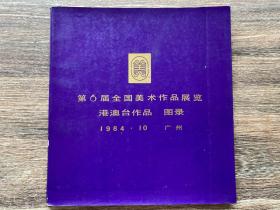 第6届全国美术作品展览
港澳台作品 图录
1984·10 广州